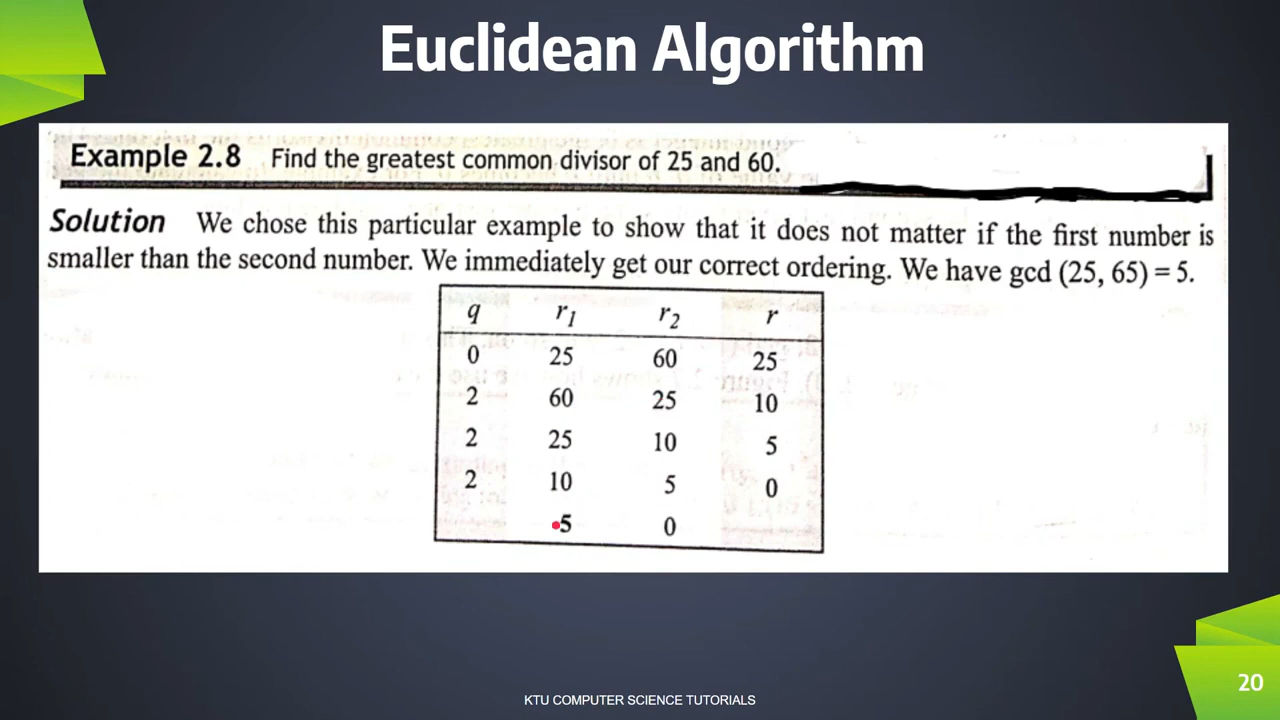 Euclidean Algorithm
Example 2.8 Find the greatest common divisor of 25 and 60.
Solution We chose this particular example to show that it does not matter if the first number is
smaller than the second number. We immediately get our correct ordering. We have gcd (25, 65) = 5.
q r1 r2 r
0 25 60 25
2 60 25 10
2 25 10 5
2 10 5 0
5 0
KTU COMPUTER SCIENCE TUTORIALS
20